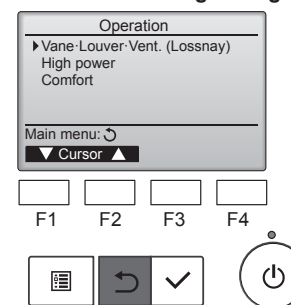 Operation
Vane·Louver·Vent. (Lossnay)
High power
Comfort
Main menu:
Cursor
F1 F2 F3 F4